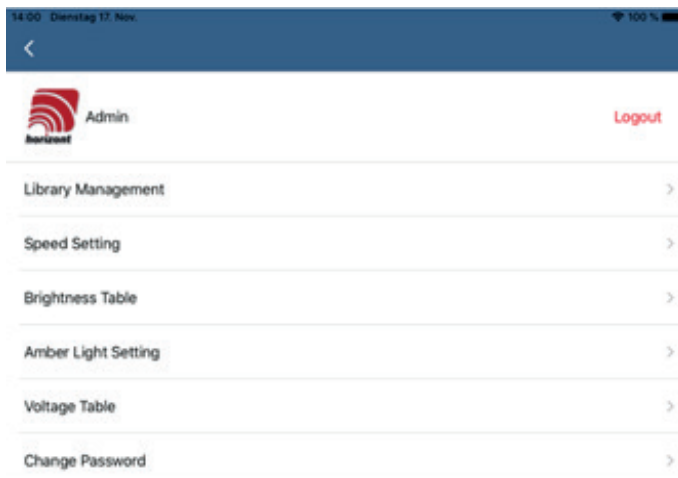 14:00 Dienstag 17. Nov. 100 %
Admin
Logout
horizont
Library Management
Speed Setting
Brightness Table
Amber Light Setting
Voltage Table
Change Password